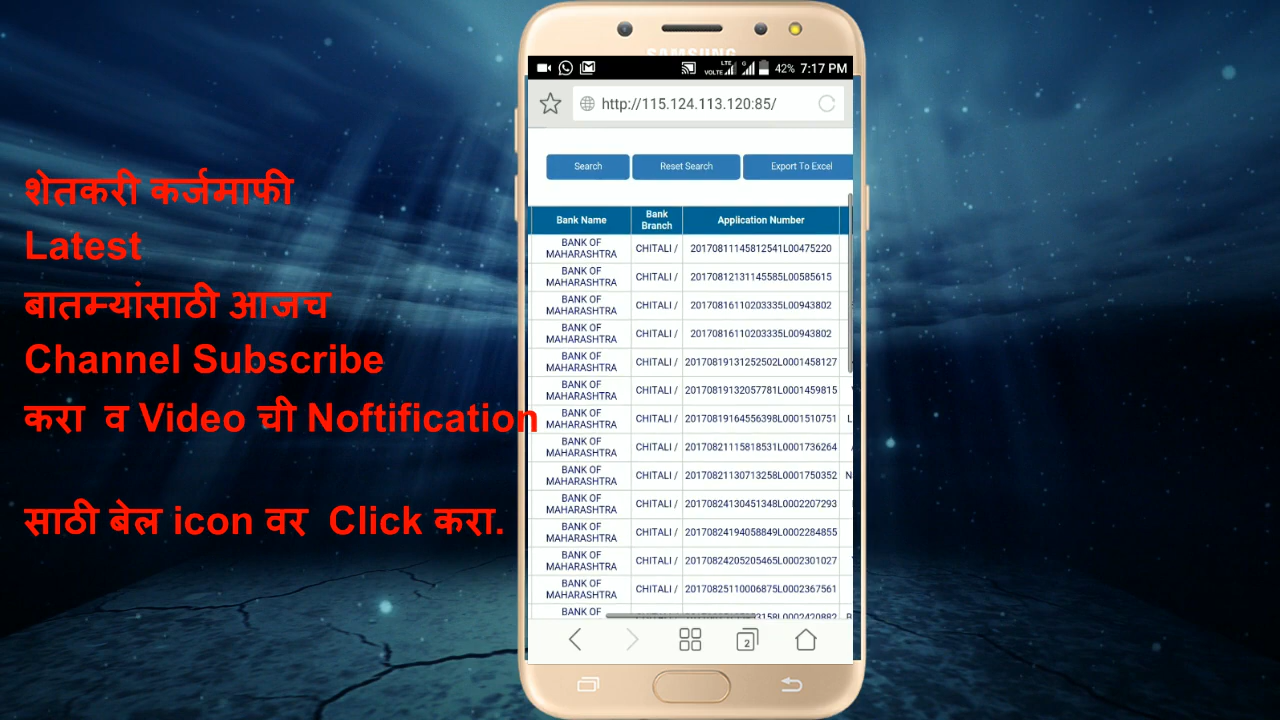 शेतकरी कर्जमाफी
Latest
बातम्यांसाठी आजच
Channel Subscribe
करा व Video ची Noftification
साठी बेल icon वर Click करा.
SAMSUNG
LTE
VOLTE G 42% 7:17 PM
http://115.124.113.120:85/
Search Reset Search Export To Excel
Bank Name Bank Branch Application Number
BANK OF MAHARASHTRA CHITALI / 20170811145812541L00475220
BANK OF MAHARASHTRA CHITALI / 20170812131145585L00585615
BANK OF MAHARASHTRA CHITALI / 20170816110203335L00943802
BANK OF MAHARASHTRA CHITALI / 20170816110203335L00943802
BANK OF MAHARASHTRA CHITALI / 20170819131252502L0001458127
BANK OF MAHARASHTRA CHITALI / 20170819132057781L0001459815
BANK OF MAHARASHTRA CHITALI / 20170819164556398L0001510751 L
BANK OF MAHARASHTRA CHITALI / 20170821115818531L0001736264
BANK OF MAHARASHTRA CHITALI / 20170821130713258L0001750352 N
BANK OF MAHARASHTRA CHITALI / 20170824130451348L0002207293
BANK OF MAHARASHTRA CHITALI / 20170824194058849L0002284855
BANK OF MAHARASHTRA CHITALI / 20170824205205465L0002301027
BANK OF MAHARASHTRA CHITALI / 20170825110006875L0002367561
BANK OF
2